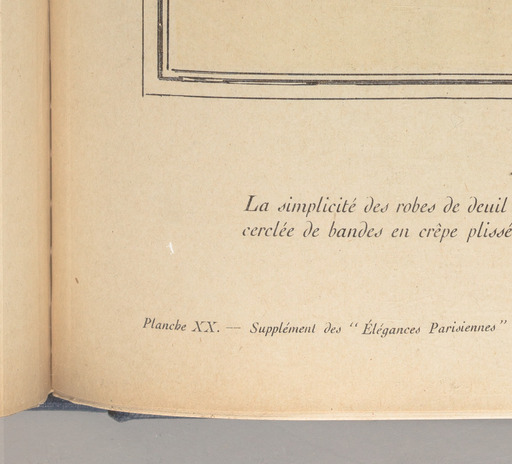 La simplicité des robes de deuil
cerclée de bandes en crêpe plissé
Planche XX. — Supplément des “ Élégances Parisiennes ”